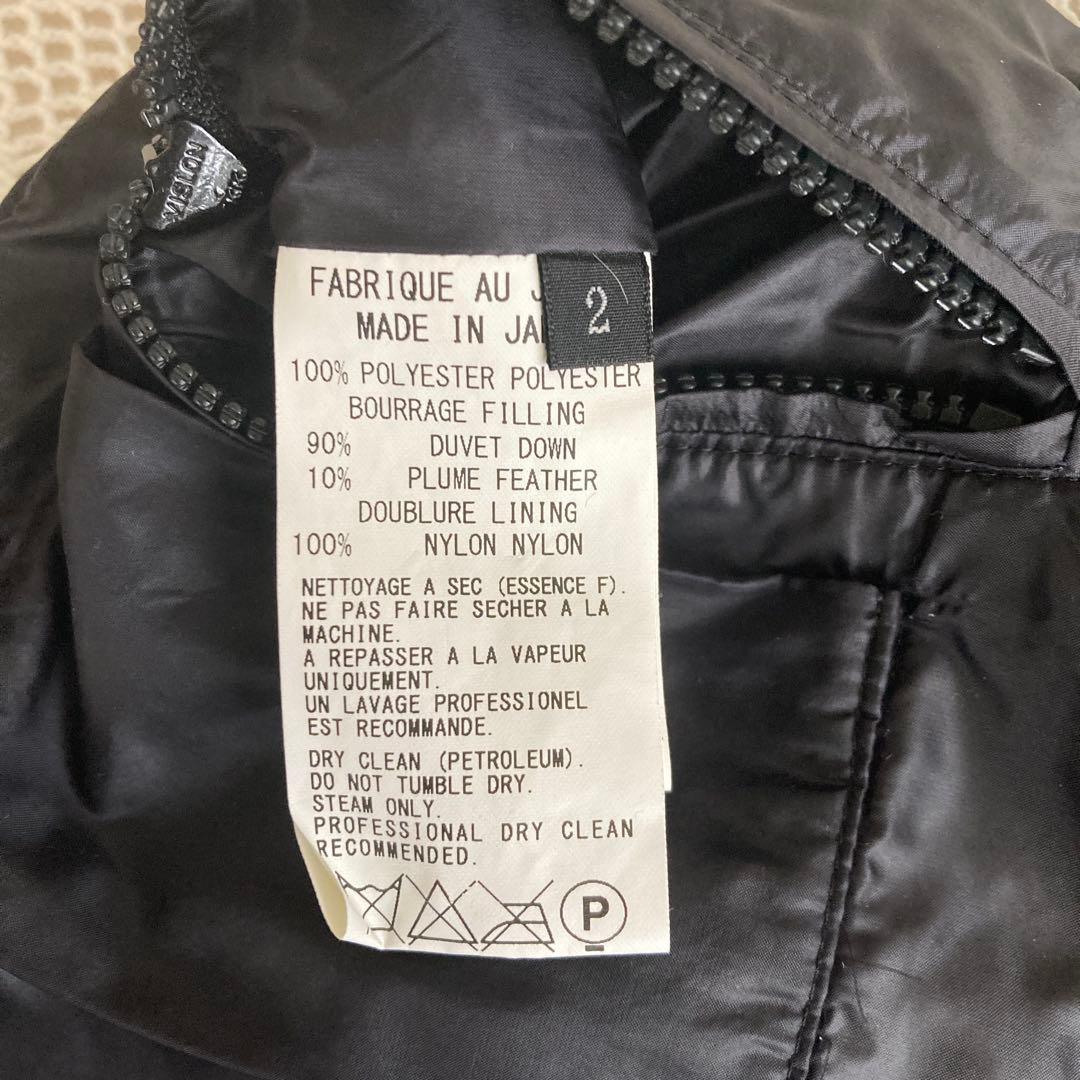 VISLON
FABRIQUE AU J
2
MADE IN JA
100% POLYESTER POLYESTER
BOURRAGE FILLING
90% DUVET DOWN
10% PLUME FEATHER
DOUBLURE LINING
100% NYLON NYLON
NETTOYAGE A SEC (ESSENCE F).
NE PAS FAIRE SECHER A LA
MACHINE.
A REPASSER A LA VAPEUR
UNIQUEMENT.
UN LAVAGE PROFESSIONEL
EST RECOMMANDE.
DRY CLEAN (PETROLEUM).
DO NOT TUMBLE DRY.
STEAM ONLY.
PROFESSIONAL DRY CLEAN
RECOMMENDED.
P